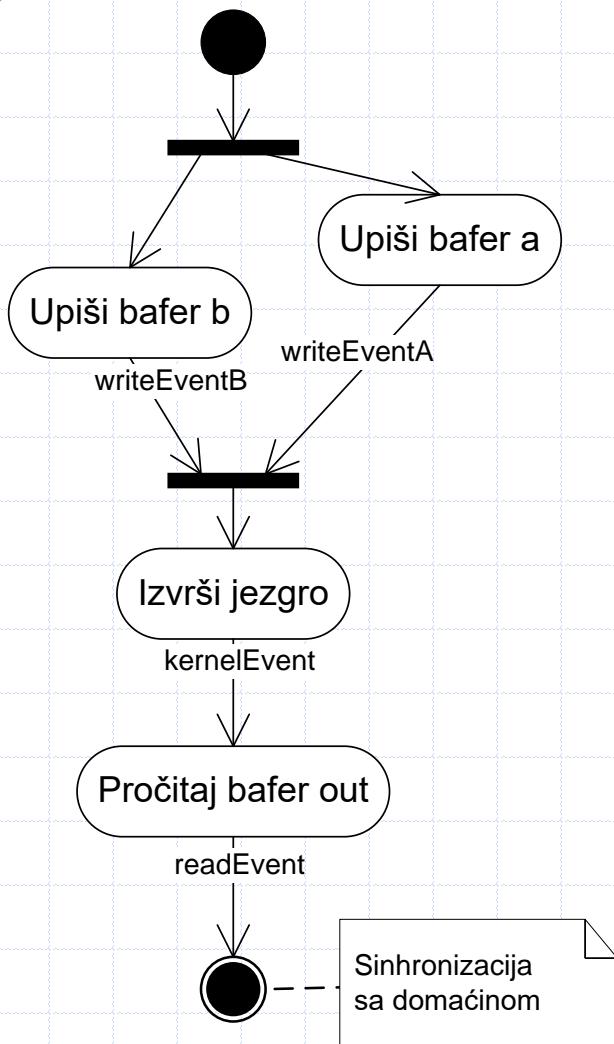 Upiši bafer a
Upiši bafer b
writeEventA
writeEventB
Izvrši jezgro
kernelEvent
Pročitaj bafer out
readEvent
Sinhronizacija
sa domaćinom